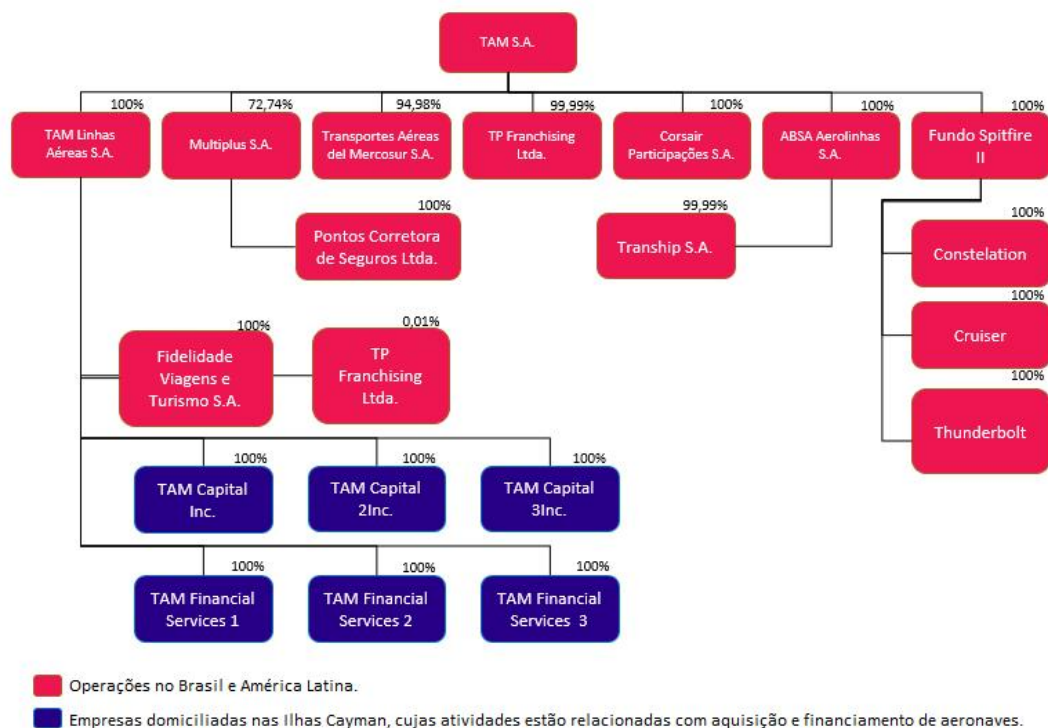 TAM S.A.
100%
72,74%
94,98%
99,99%
100%
100%
100%
TAM Linhas
Aéreas S.A.
Multiplus S.A.
Transportes Aéreas
del Mercosur S.A.
TP Franchising
Ltda.
Corsair
Participações S.A.
ABSA Aerolinhas
S.A.
Fundo Spitfire
II
100%
Pontos Corretora
de Seguros Ltda.
99,99%
Tranship S.A.
100%
Constelation
100%
Cruiser
100%
Thunderbolt
100%
Fidelidade
Viagens e
Turismo S.A.
0,01%
TP
Franchising
Ltda.
100%
TAM Capital
Inc.
100%
TAM Capital
2Inc.
100%
TAM Capital
3Inc.
100%
TAM Financial
Services 1
100%
TAM Financial
Services 2
100%
TAM Financial
Services 3
Operações no Brasil e América Latina.
Empresas domiciliadas nas Ilhas Cayman, cujas atividades estão relacionadas com aquisição e financiamento de aeronaves.